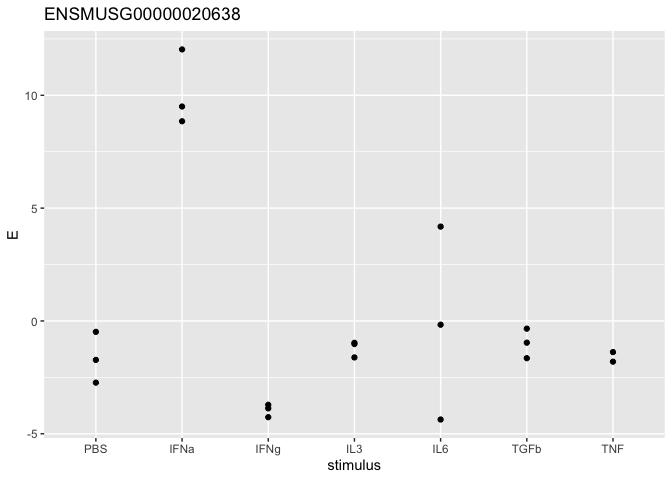 ENSMUSG00000020638
10
5
0
-5
E
PBS IFNa IFNg IL3 IL6 TGFb TNF
stimulus